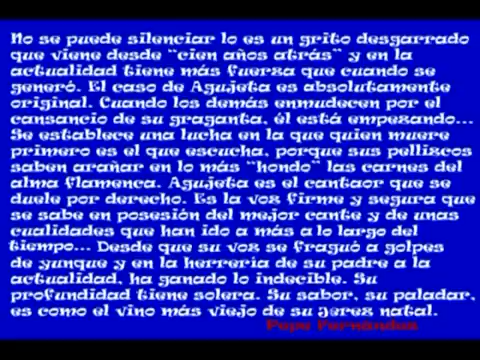 No se puede silenciar lo es un grito desgarrado
que viene desde "cien años atrás" y en la
actualidad tiene más fuerza que cuando se
generó. El caso de Agujeta es absolutamente
original. Cuando los demás enmudecen por el
cansancio de su graganta, él está empezando...
Se establece una lucha en la que quien muere
primero es el que escucha, porque sus pellizcos
saben arañar en lo más "hondo" las carnes del
alma flamenca. Agujeta es el cantaor que se
duele por derecho. Es la voz firme y segura que
se sabe en posesión del mejor cante y de unas
cualidades que han ido a más a lo largo del
tiempo... Desde que su voz se fraguó a golpes
de yunque y en la herreria de su padre a la
actualidad, ha ganado lo indecible. Su
profundidad tiene solera. Su sabor, su paladar,
es como el vino más viejo de su Jerez natal.
Pepe Fernández